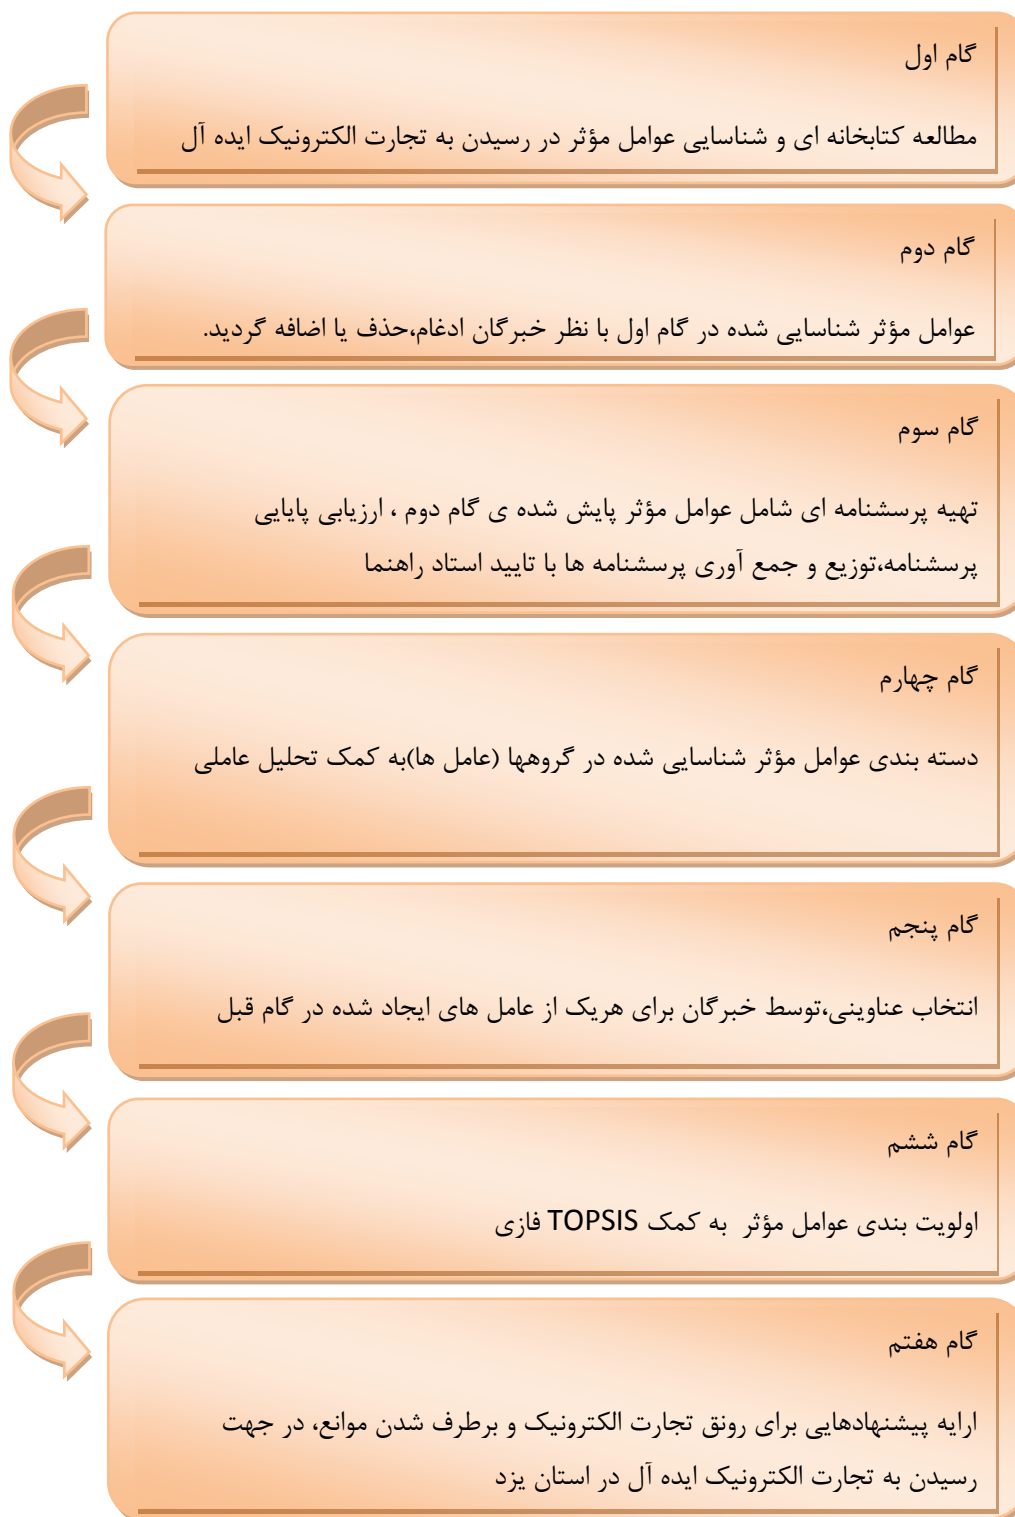 گام اول
مطالعه کتابخانه ای و شناسایی عوامل مؤثر در رسیدن به تجارت الکترونیک ایده آل
گام دوم
عوامل مؤثر شناسایی شده در گام اول با نظر خبرگان ادغام،حذف یا اضافه گردید.
گام سوم
تهیه پرسشنامه ای شامل عوامل مؤثر پایش شده ی گام دوم ، ارزیابی پایایی
پرسشنامه،توزیع و جمع آوری پرسشنامه ها با تایید استاد راهنما
گام چهارم
دسته بندی عوامل مؤثر شناسایی شده در گروهها (عامل ها)به کمک تحلیل عاملی
گام پنجم
انتخاب عناوینی،توسط خبرگان برای هریک از عامل های ایجاد شده در گام قبل
گام ششم
اولویت بندی عوامل مؤثر به کمک TOPSIS فازی
گام هفتم
ارایه پیشنهادهایی برای رونق تجارت الکترونیک و برطرف شدن موانع، در جهت
رسیدن به تجارت الکترونیک ایده آل در استان یزد